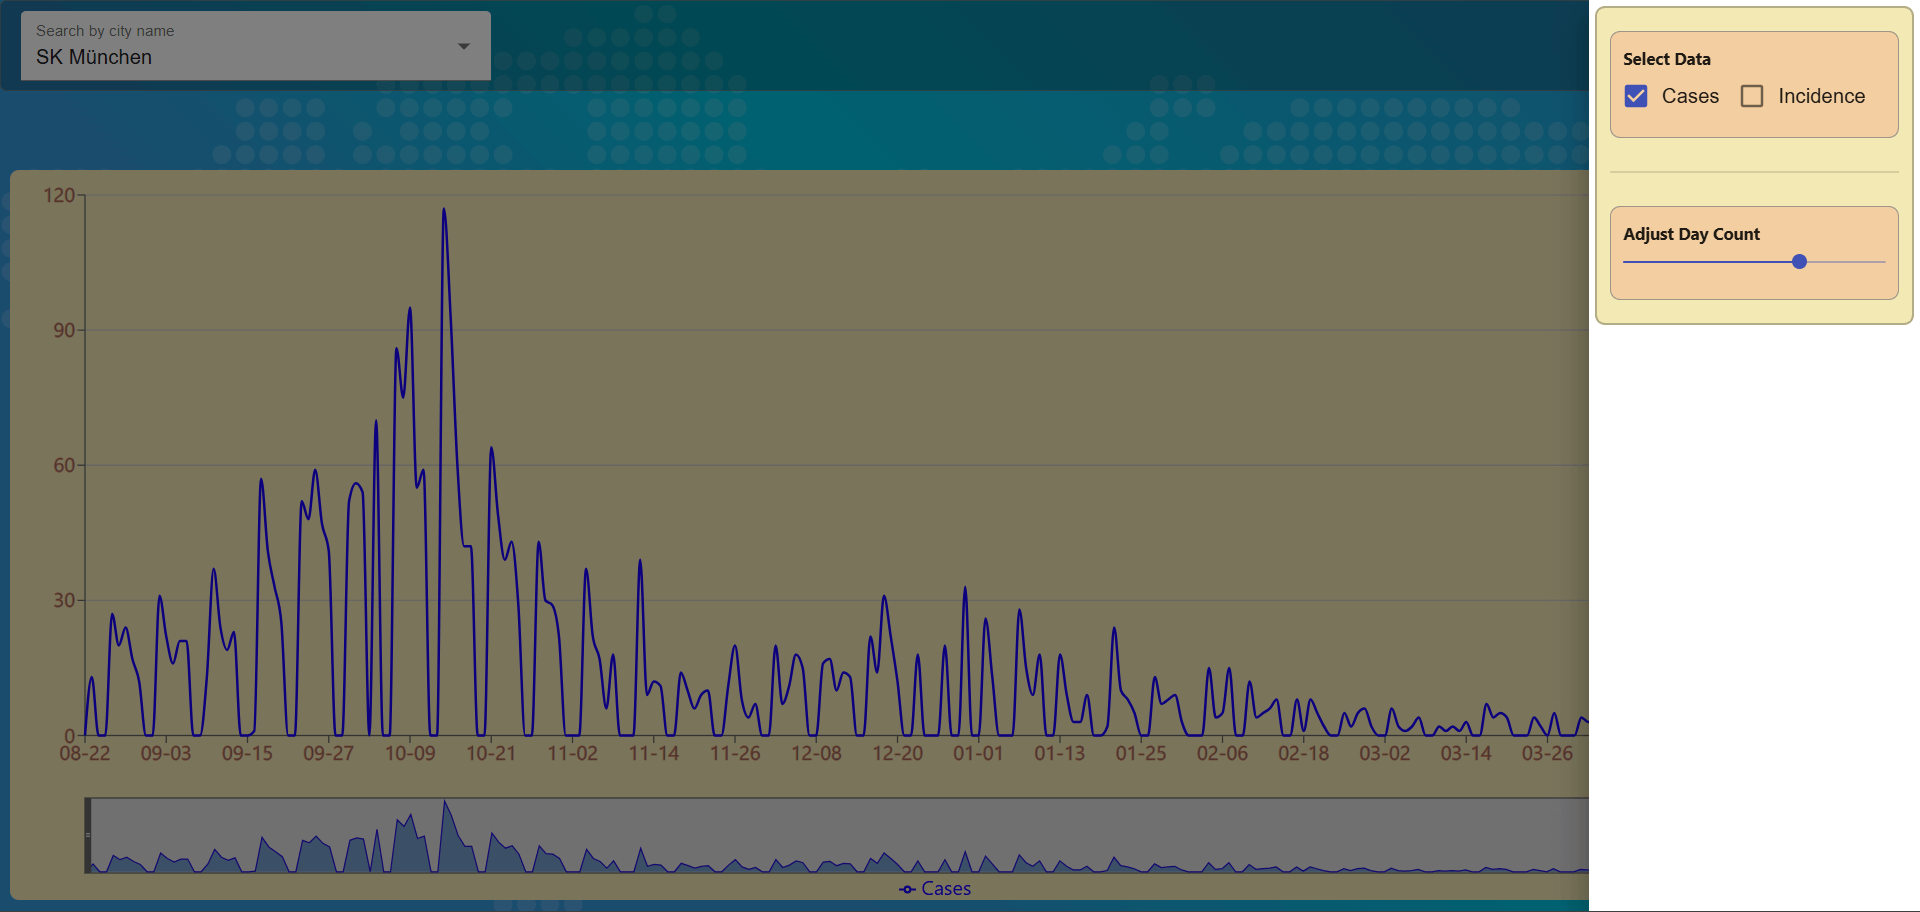 Search by city name
SK München
Select Data
Cases
Incidence
Adjust Day Count
120
90
60
30
0
08-22 09-03 09-15 09-27 10-09 10-21 11-02 11-14 11-26 12-08 12-20 01-01 01-13 01-25 02-06 02-18 03-02 03-14 03-26
Cases